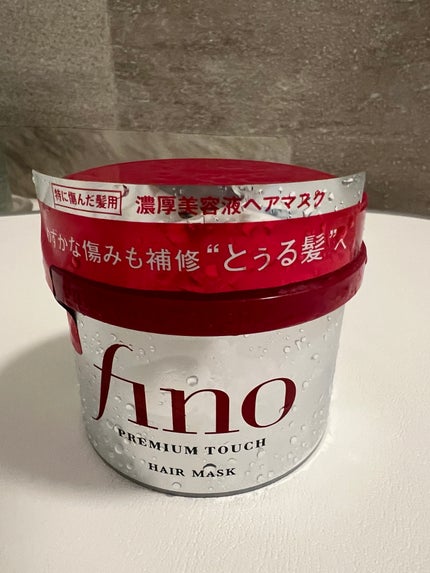 特に傷んだ髪用 濃厚美容液ヘアマスク
ずかな傷みも補修 “とぅる髪”へ
fino
PREMIUM TOUCH
HAIR MASK